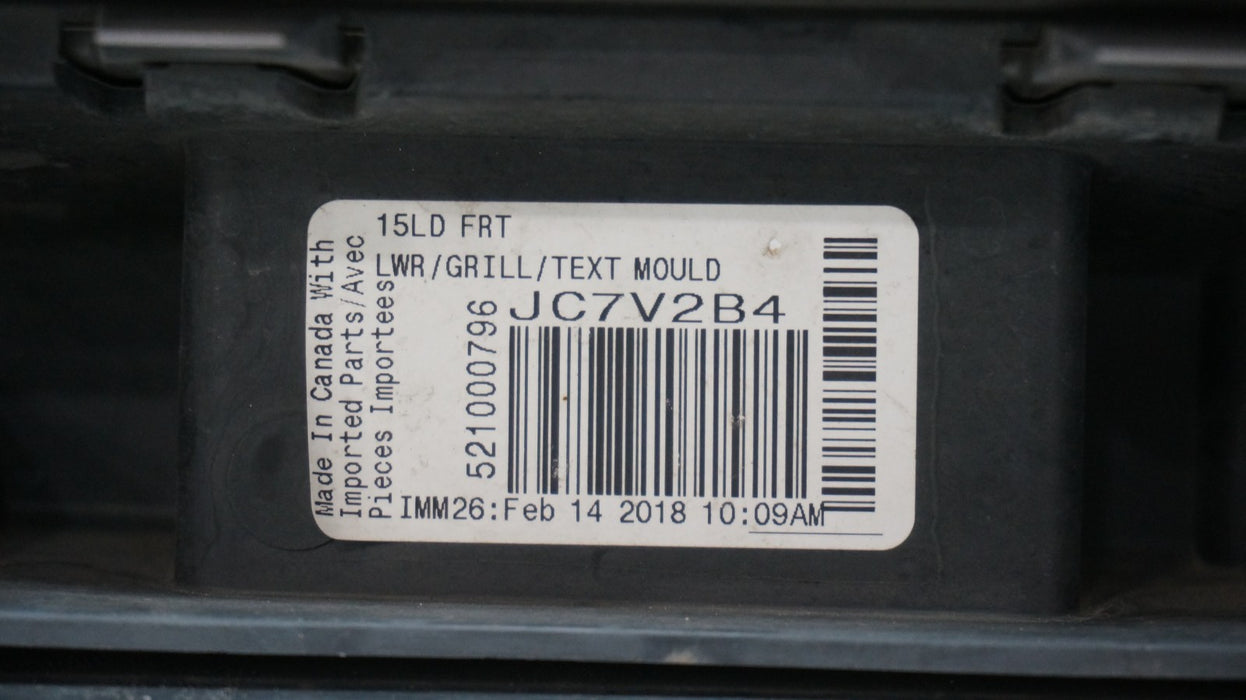 15LD FRT
LWR/GRILL/TEXT MOULD
JC7V2B4
521000796
IMM26:Feb 14 2018 10:09AM
Made In Canada With
Imported Parts/Avec
Pieces Importees